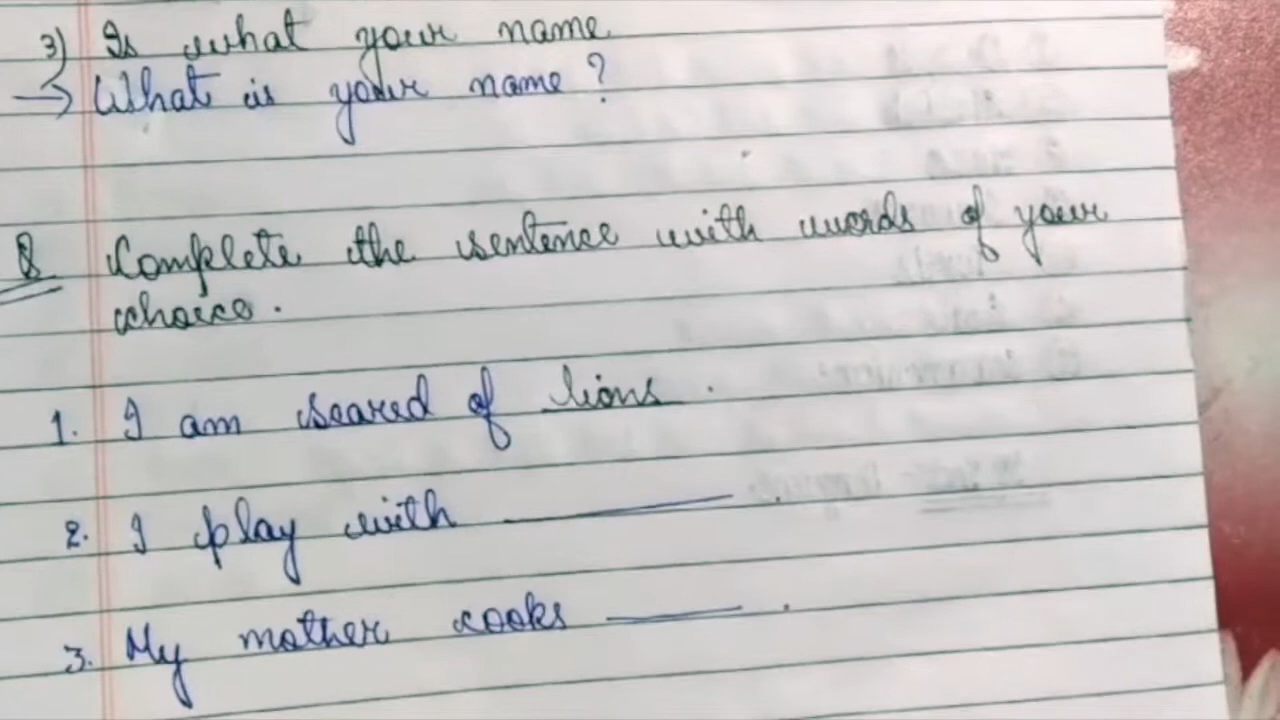 3) Is what your name
→ What is your name?
Q Complete the sentence with words of your
choice.
1. I am scared of lions.
2. I play with ______.
3. My mother cooks ______.